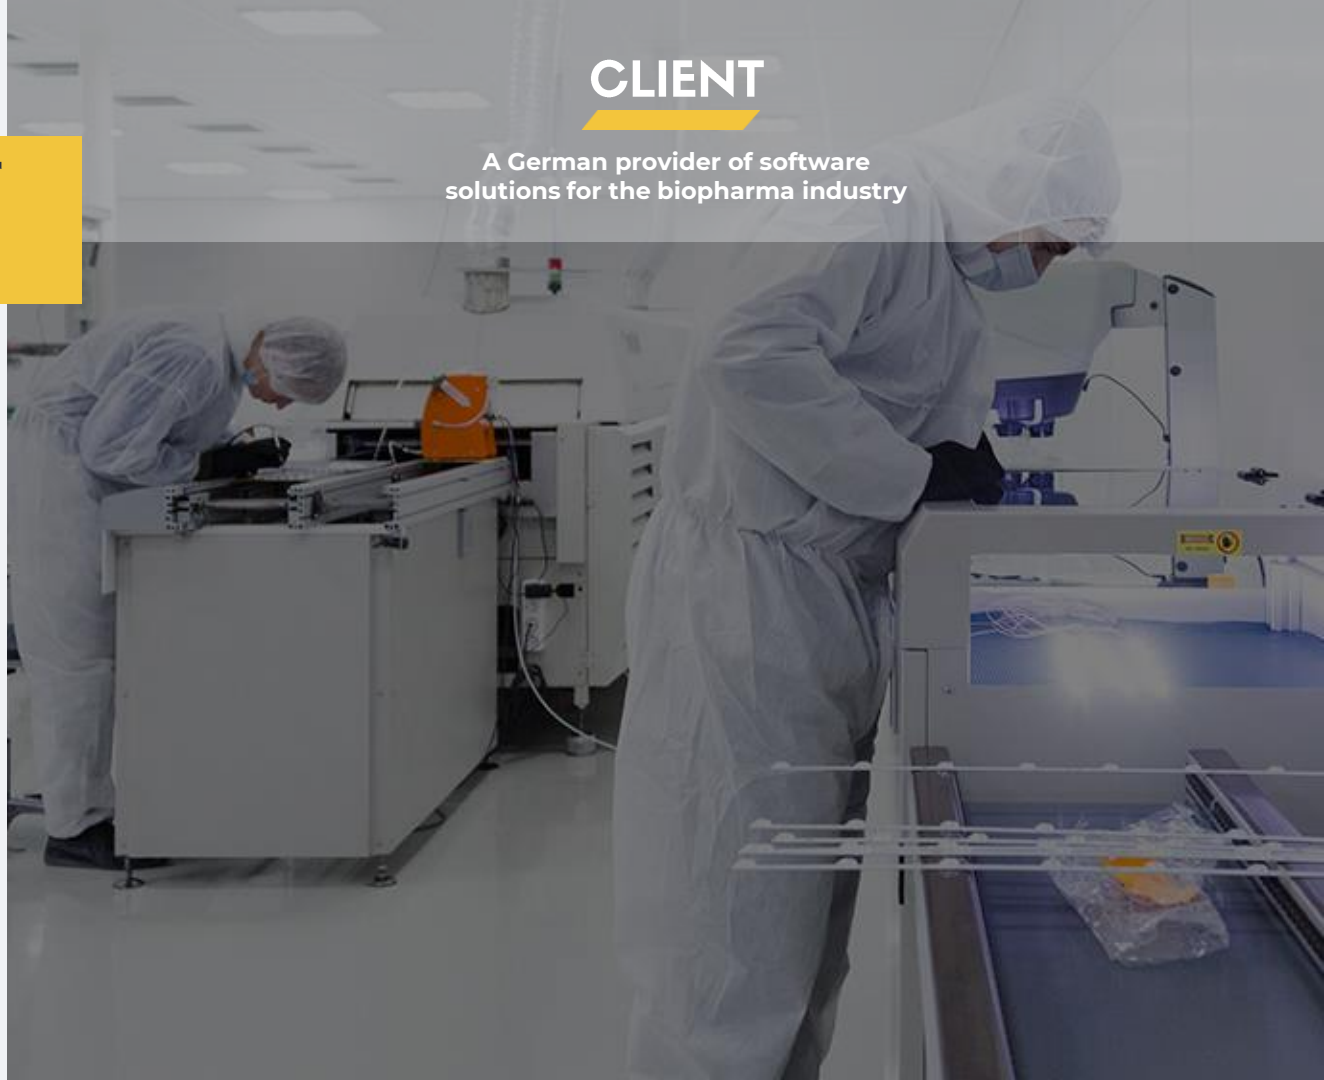 CLIENT
A German provider of software
solutions for the biopharma industry